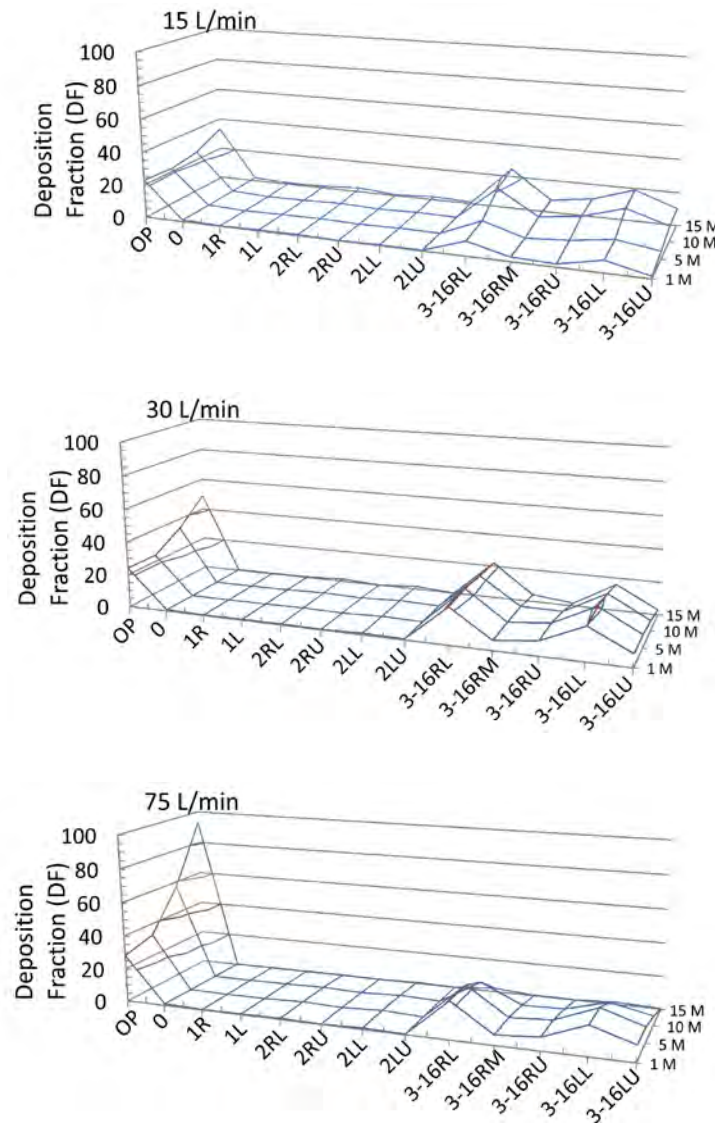 15 L/min
Deposition
Fraction (DF)
100
80
60
40
20
0
OP
0
1R
1L
2RL
2RU
2LL
2LU
3-16RL
3-16RM
3-16RU
3-16LL
3-16LU
15 M
10 M
5 M
1 M
30 L/min
Deposition
Fraction (DF)
100
80
60
40
20
0
OP
0
1R
1L
2RL
2RU
2LL
2LU
3-16RL
3-16RM
3-16RU
3-16LL
3-16LU
15 M
10 M
5 M
1 M
75 L/min
Deposition
Fraction (DF)
100
80
60
40
20
0
OP
0
1R
1L
2RL
2RU
2LL
2LU
3-16RL
3-16RM
3-16RU
3-16LL
3-16LU
15 M
10 M
5 M
1 M